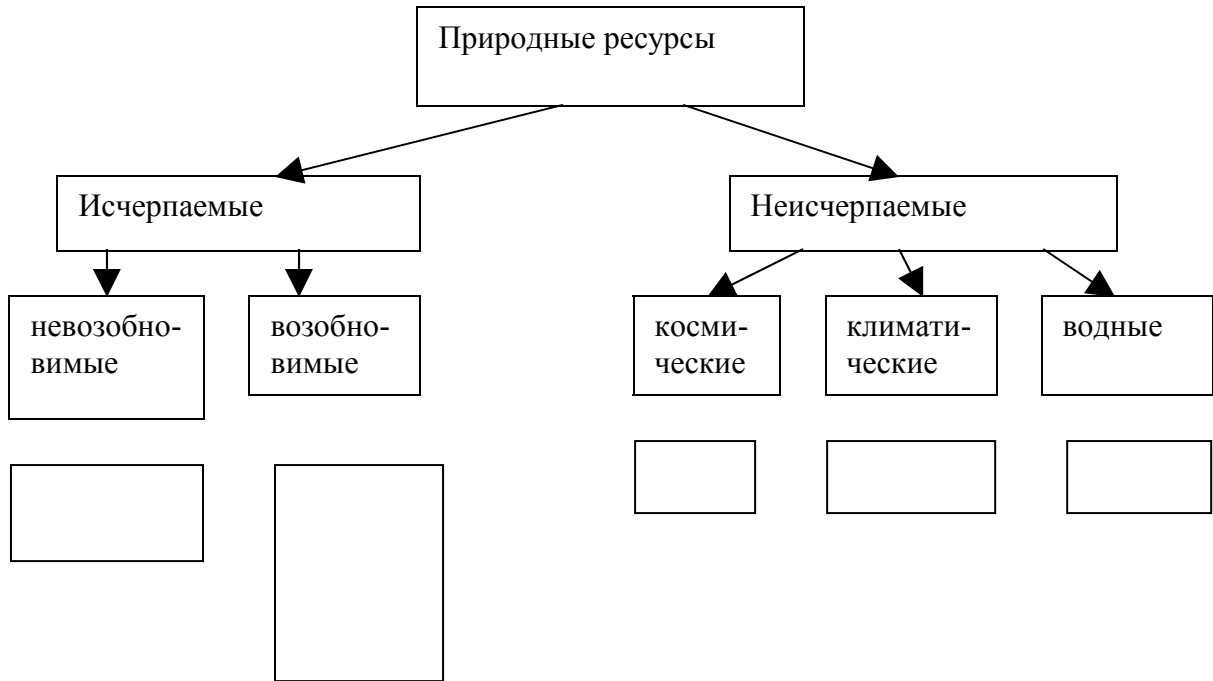 Природные ресурсы
Исчерпаемые
Неисчерпаемые
невозобно-
вимые
возобно-
вимые
косми-
ческие
климати-
ческие
водные